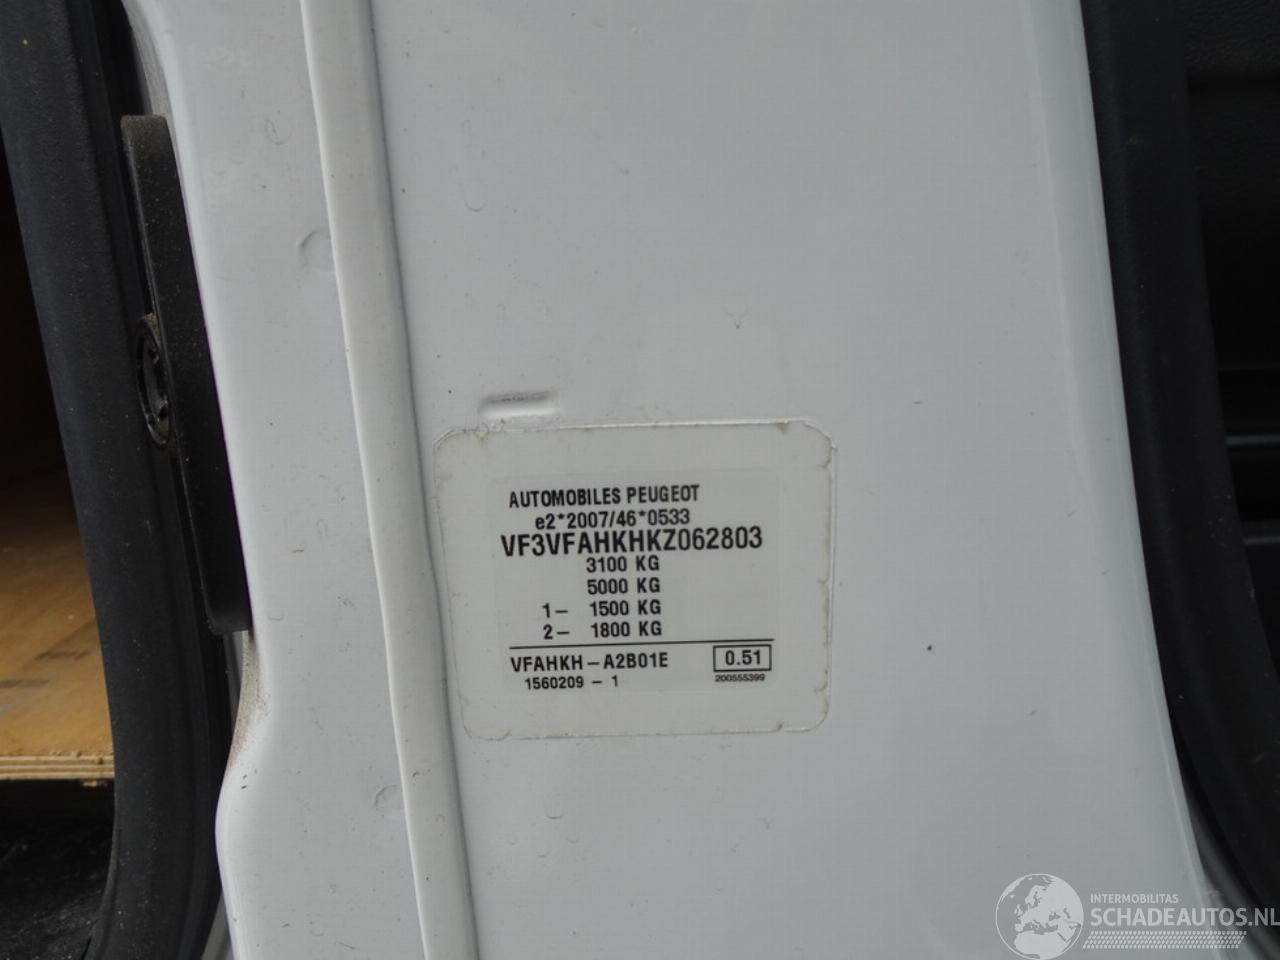 AUTOMOBILES PEUGEOT
e2*2007/46*0533
VF3VFAHKHKZ062803
3100 KG
5000 KG
1- 1500 KG
2- 1800 KG
VFAHKH-A2B01E 0.51
1560209 - 1 200555399
INTERMOBILITAS
SCHADEAUTOS.NL